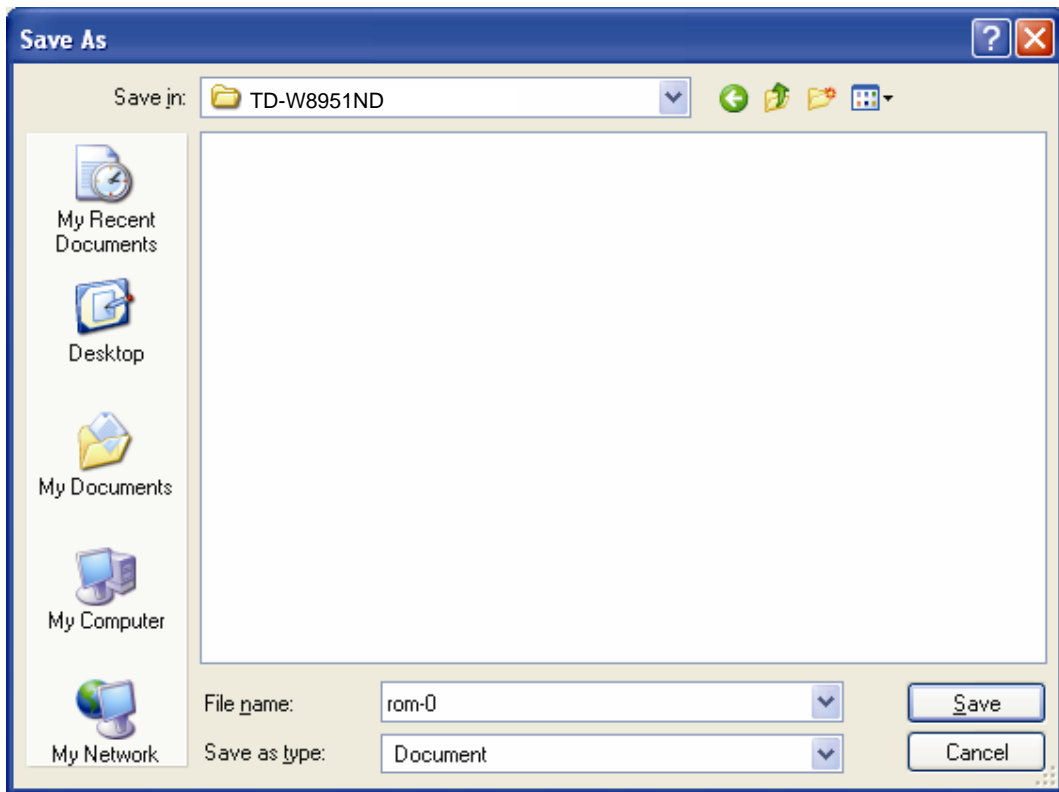 Save As
?
Save in:
TD-W8951ND
My Recent
Documents
Desktop
My Documents
My Computer
My Network
File name:
rom-0
Save
Save as type:
Document
Cancel